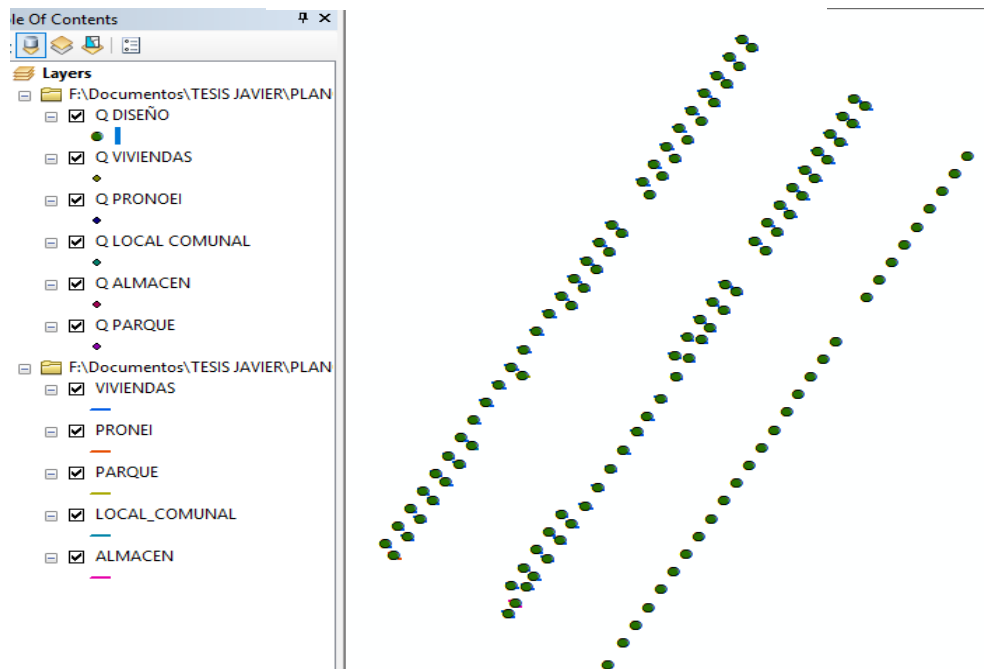 le Of Contents
Layers
F:\Documentos\TESIS JAVIER\PLAN
Q DISEÑO
Q VIVIENDAS
Q PRONOEI
Q LOCAL COMUNAL
Q ALMACEN
Q PARQUE
F:\Documentos\TESIS JAVIER\PLAN
VIVIENDAS
PRONEI
PARQUE
LOCAL_COMUNAL
ALMACEN